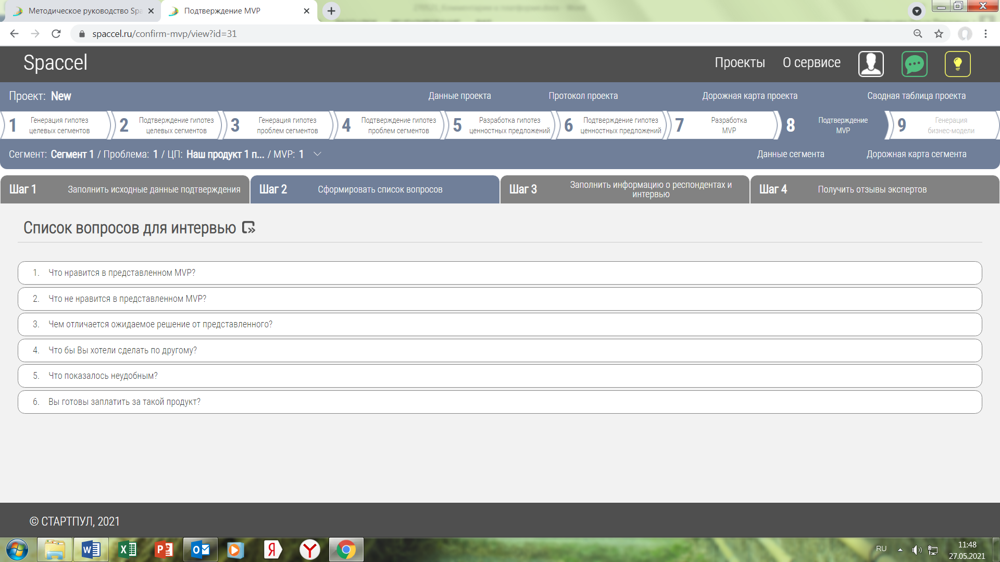 Методическое руководство Spa
Подтверждение MVP
spaccel.ru/confirm-mvp/view?id=31
Spaccel
Проекты
О сервисе
Проект: New
Данные проекта
Протокол проекта
Дорожная карта проекта
Сводная таблица проекта
1 Генерация гипотез
целевых сегментов
2 Подтверждение гипотез
целевых сегментов
3 Генерация гипотез
проблем сегментов
4 Подтверждение гипотез
проблем сегментов
5 Разработка гипотез
ценностных предложений
6 Подтверждение гипотез
ценностных предложений
7 Разработка
MVP
8 Подтверждение
MVP
9 Генерация
бизнес-модели
Сегмент: Сегмент 1 / Проблема: 1 / ЦП: Наш продукт 1 п... / MVP: 1
Данные сегмента
Дорожная карта сегмента
Шаг 1 Заполнить исходные данные подтверждения
Шаг 2 Сформировать список вопросов
Шаг 3 Заполнить информацию о респондентах и
интервью
Шаг 4 Получить отзывы экспертов
Список вопросов для интервью
1. Что нравится в представленном MVP?
2. Что не нравится в представленном MVP?
3. Чем отличается ожидаемое решение от представленного?
4. Что бы Вы хотели сделать по другому?
5. Что показалось неудобным?
6. Вы готовы заплатить за такой продукт?
© СТАРТПУЛ, 2021
RU
11:48
27.05.2021